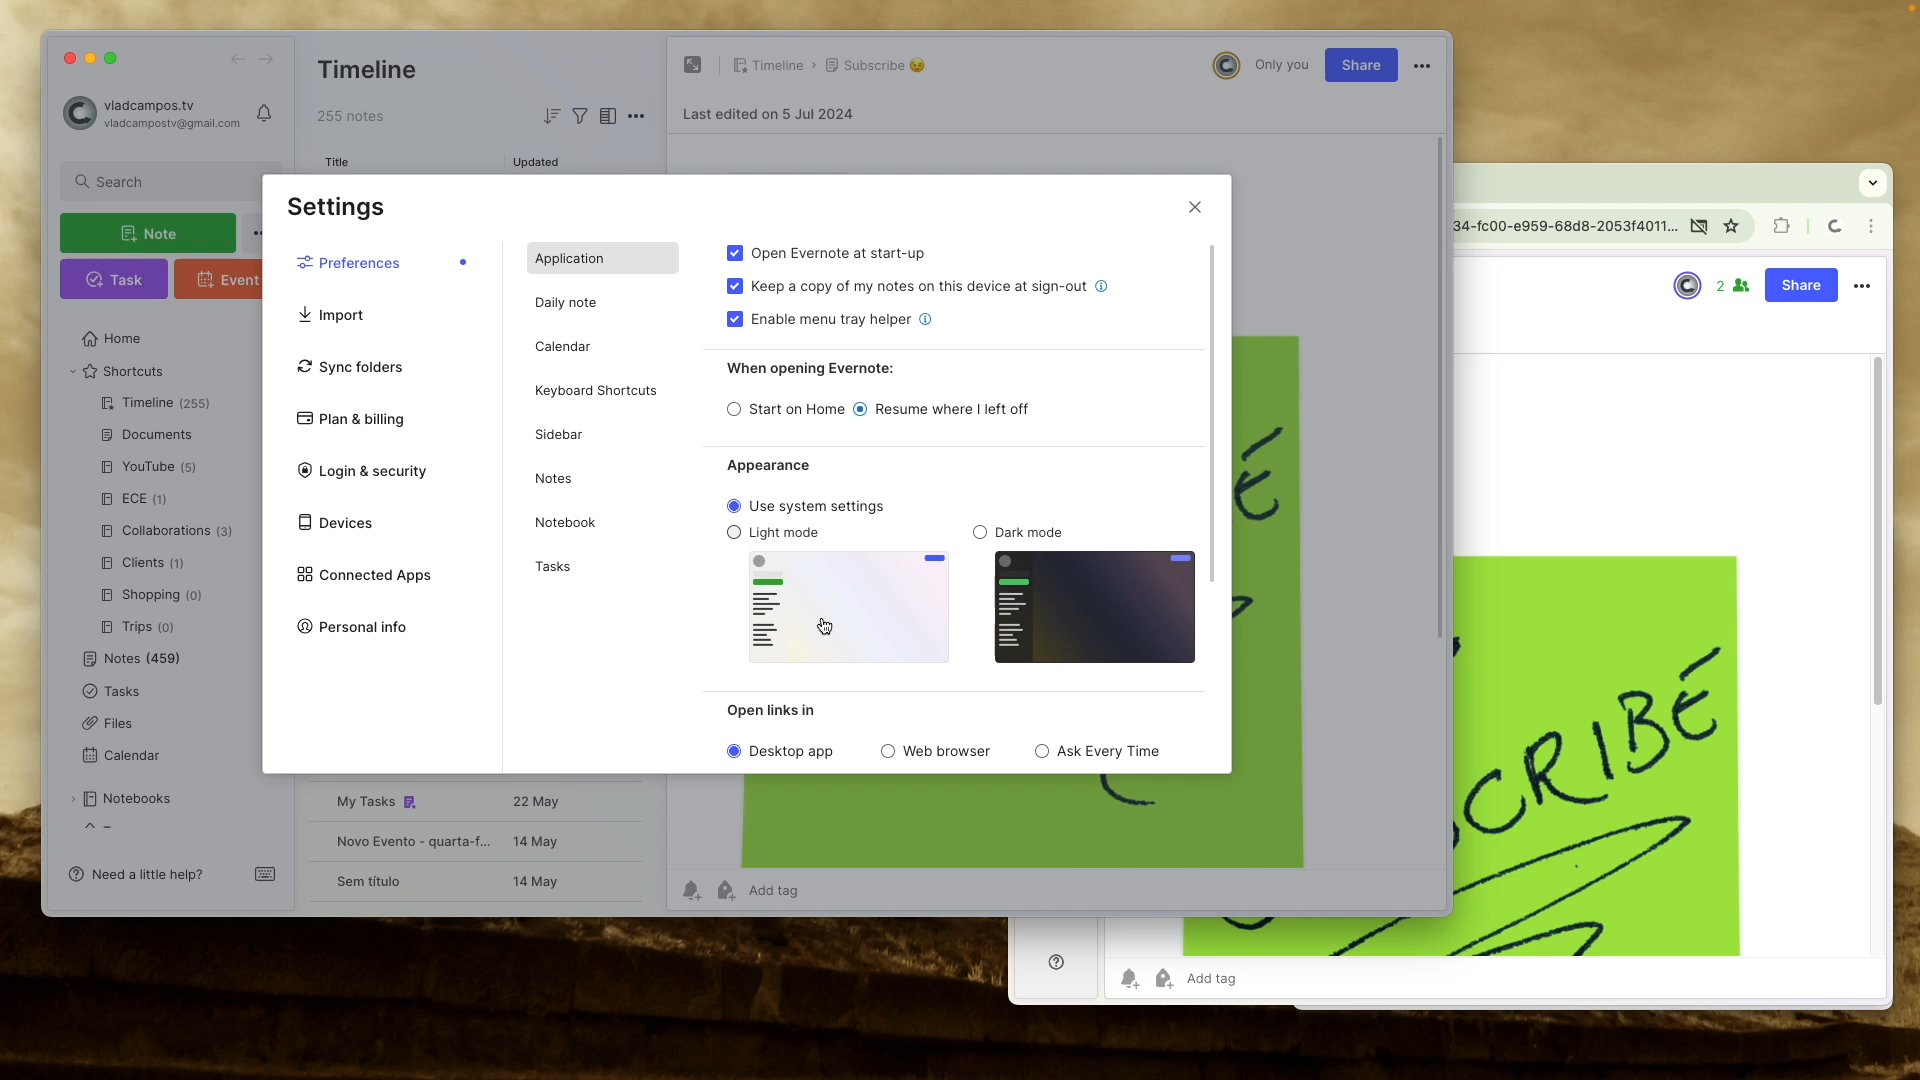 Timeline
255 notes
Title
Updated
vladcampos.tv
vladcampostv@gmail.com
Search
Note
Task
Event
Home
Shortcuts
Timeline (255)
Documents
YouTube (5)
ECE (1)
Collaborations (3)
Clients (1)
Shopping (0)
Trips (0)
Notes (459)
Tasks
Files
Calendar
Notebooks
Need a little help?
My Tasks
22 May
Novo Evento - quarta-f...
14 May
Sem título
14 May
Timeline › Subscribe 😉
Only you
Share
Last edited on 5 Jul 2024
Add tag
Settings
Preferences
Import
Sync folders
Plan & billing
Login & security
Devices
Connected Apps
Personal info
Application
Daily note
Calendar
Keyboard Shortcuts
Sidebar
Notes
Notebook
Tasks
Open Evernote at start-up
Keep a copy of my notes on this device at sign-out
Enable menu tray helper
When opening Evernote:
Start on Home
Resume where I left off
Appearance
Use system settings
Light mode
Dark mode
Open links in
Desktop app
Web browser
Ask Every Time
34-fc00-e959-68d8-2053f4011...
2
Share
CRIBE
Add tag